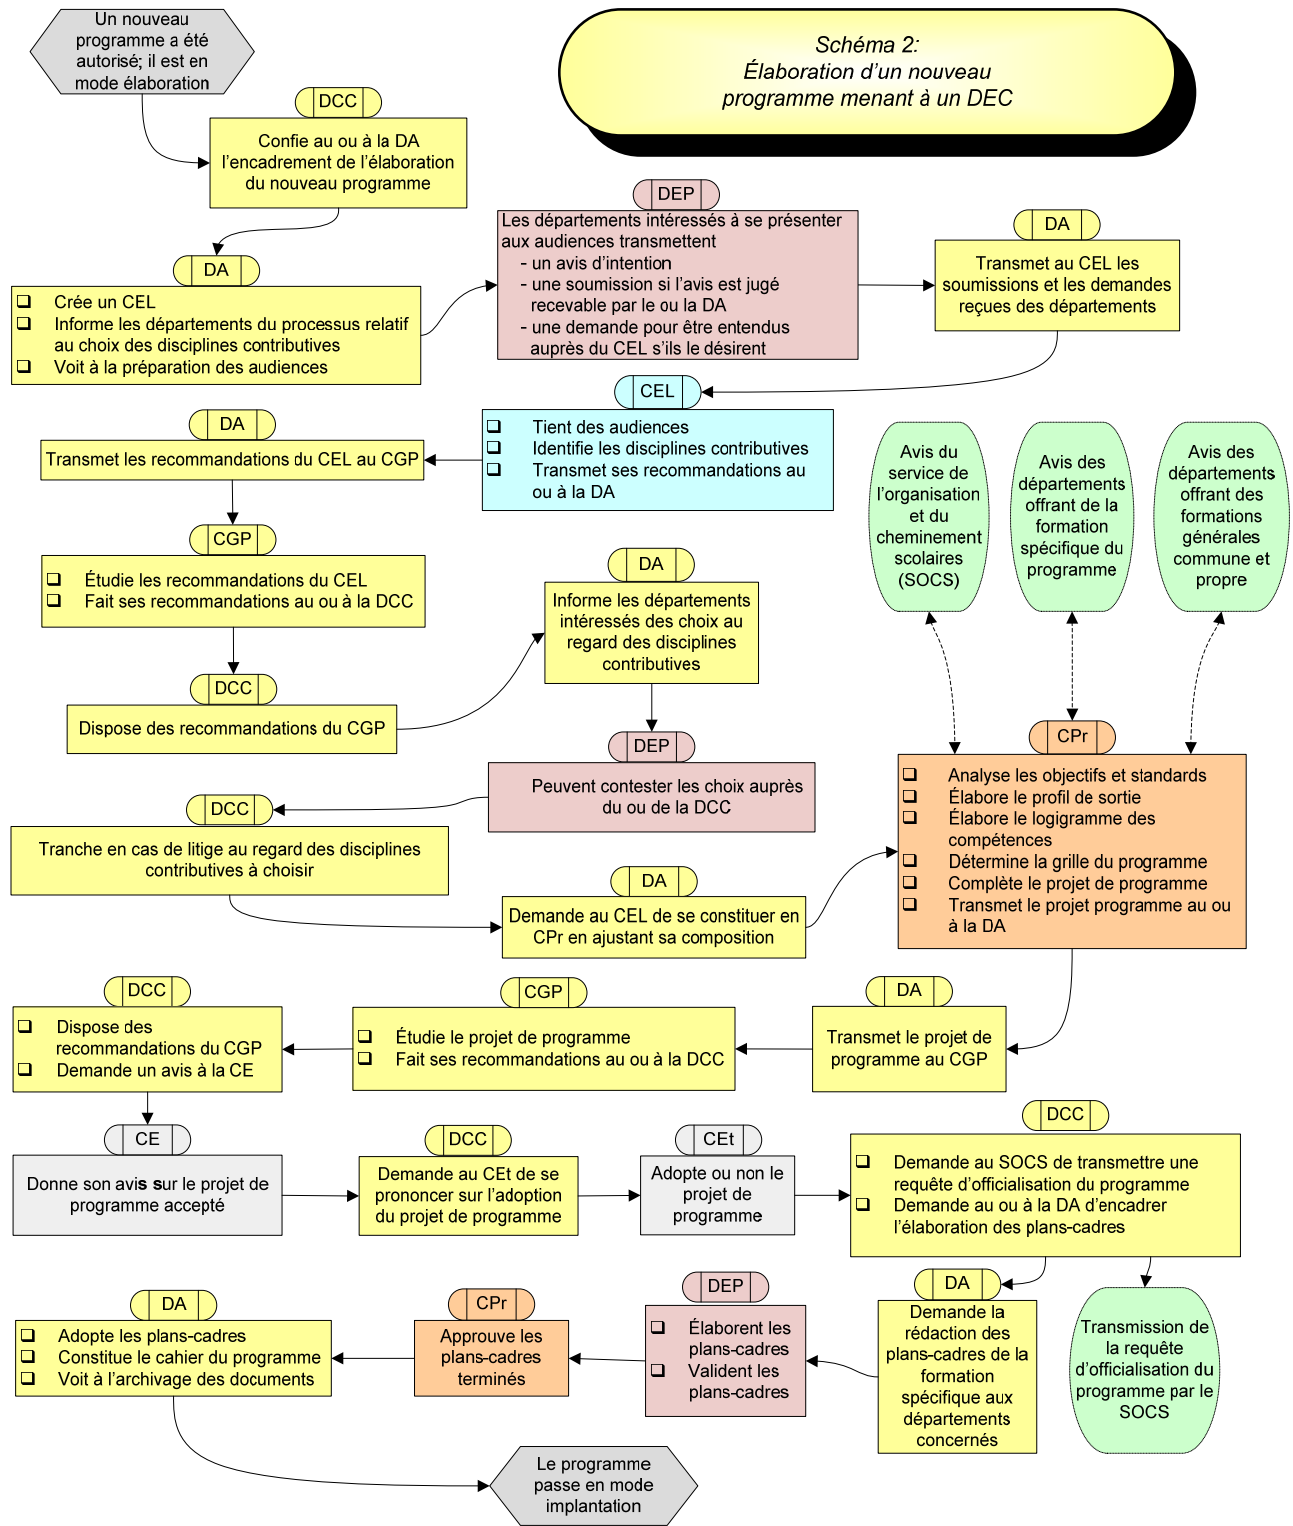 Un nouveau
programme a été
autorisé; il est en
mode élaboration
Schéma 2:
Élaboration d'un nouveau
programme menant à un DEC
DCC
Confie au ou à la DA
l'encadrement de l'élaboration
du nouveau programme
DA
Crée un CEL
Informe les départements du processus relatif
au choix des disciplines contributives
Voit à la préparation des audiences
DEP
Les départements intéressés à se présenter
aux audiences transmettent
- un avis d'intention
- une soumission si l'avis est jugé
recevable par le ou la DA
- une demande pour être entendus
auprès du CEL s'ils le désirent
DA
Transmet au CEL les
soumissions et les demandes
reçues des départements
CEL
Tient des audiences
Identifie les disciplines contributives
Transmet ses recommandations au
ou à la DA
DA
Transmet les recommandations du CEL au CGP
CGP
Étudie les recommandations du CEL
Fait ses recommandations au ou à la DCC
DCC
Dispose des recommandations du CGP
DA
Informe les départements
intéressés des choix au
regard des disciplines
contributives
DEP
Peuvent contester les choix auprès
du ou de la DCC
DCC
Tranche en cas de litige au regard des disciplines
contributives à choisir
DA
Demande au CEL de se constituer en
CPr en ajustant sa composition
Avis du
service de
l'organisation
et du
cheminement
scolaires
(SOCS)
Avis des
départements
offrant de la
formation
spécifique du
programme
Avis des
départements
offrant des
formations
générales
commune et
propre
CPr
Analyse les objectifs et standards
Élabore le profil de sortie
Élabore le logigramme des
compétences
Détermine la grille du programme
Complète le projet de programme
Transmet le projet programme au ou
à la DA
DA
Transmet le projet de
programme au CGP
CGP
Étudie le projet de programme
Fait ses recommandations au ou à la DCC
DCC
Dispose des
recommandations du CGP
Demande un avis à la CE
CE
Donne son avis sur le projet de
programme accepté
DCC
Demande au CEt de se
prononcer sur l'adoption
du projet de programme
CEt
Adopte ou non le
projet de
programme
DCC
Demande au SOCS de transmettre une
requête d'officialisation du programme
Demande au ou à la DA d'encadrer
l'élaboration des plans-cadres
Transmission de
la requête
d'officialisation du
programme par le
SOCS
DA
Demande la
rédaction des
plans-cadres de la
formation
spécifique aux
départements
concernés
DEP
Élaborent les
plans-cadres
Valident les
plans-cadres
CPr
Approuve les
plans-cadres
terminés
DA
Adopte les plans-cadres
Constitue le cahier du programme
Voit à l'archivage des documents
Le programme
passe en mode
implantation